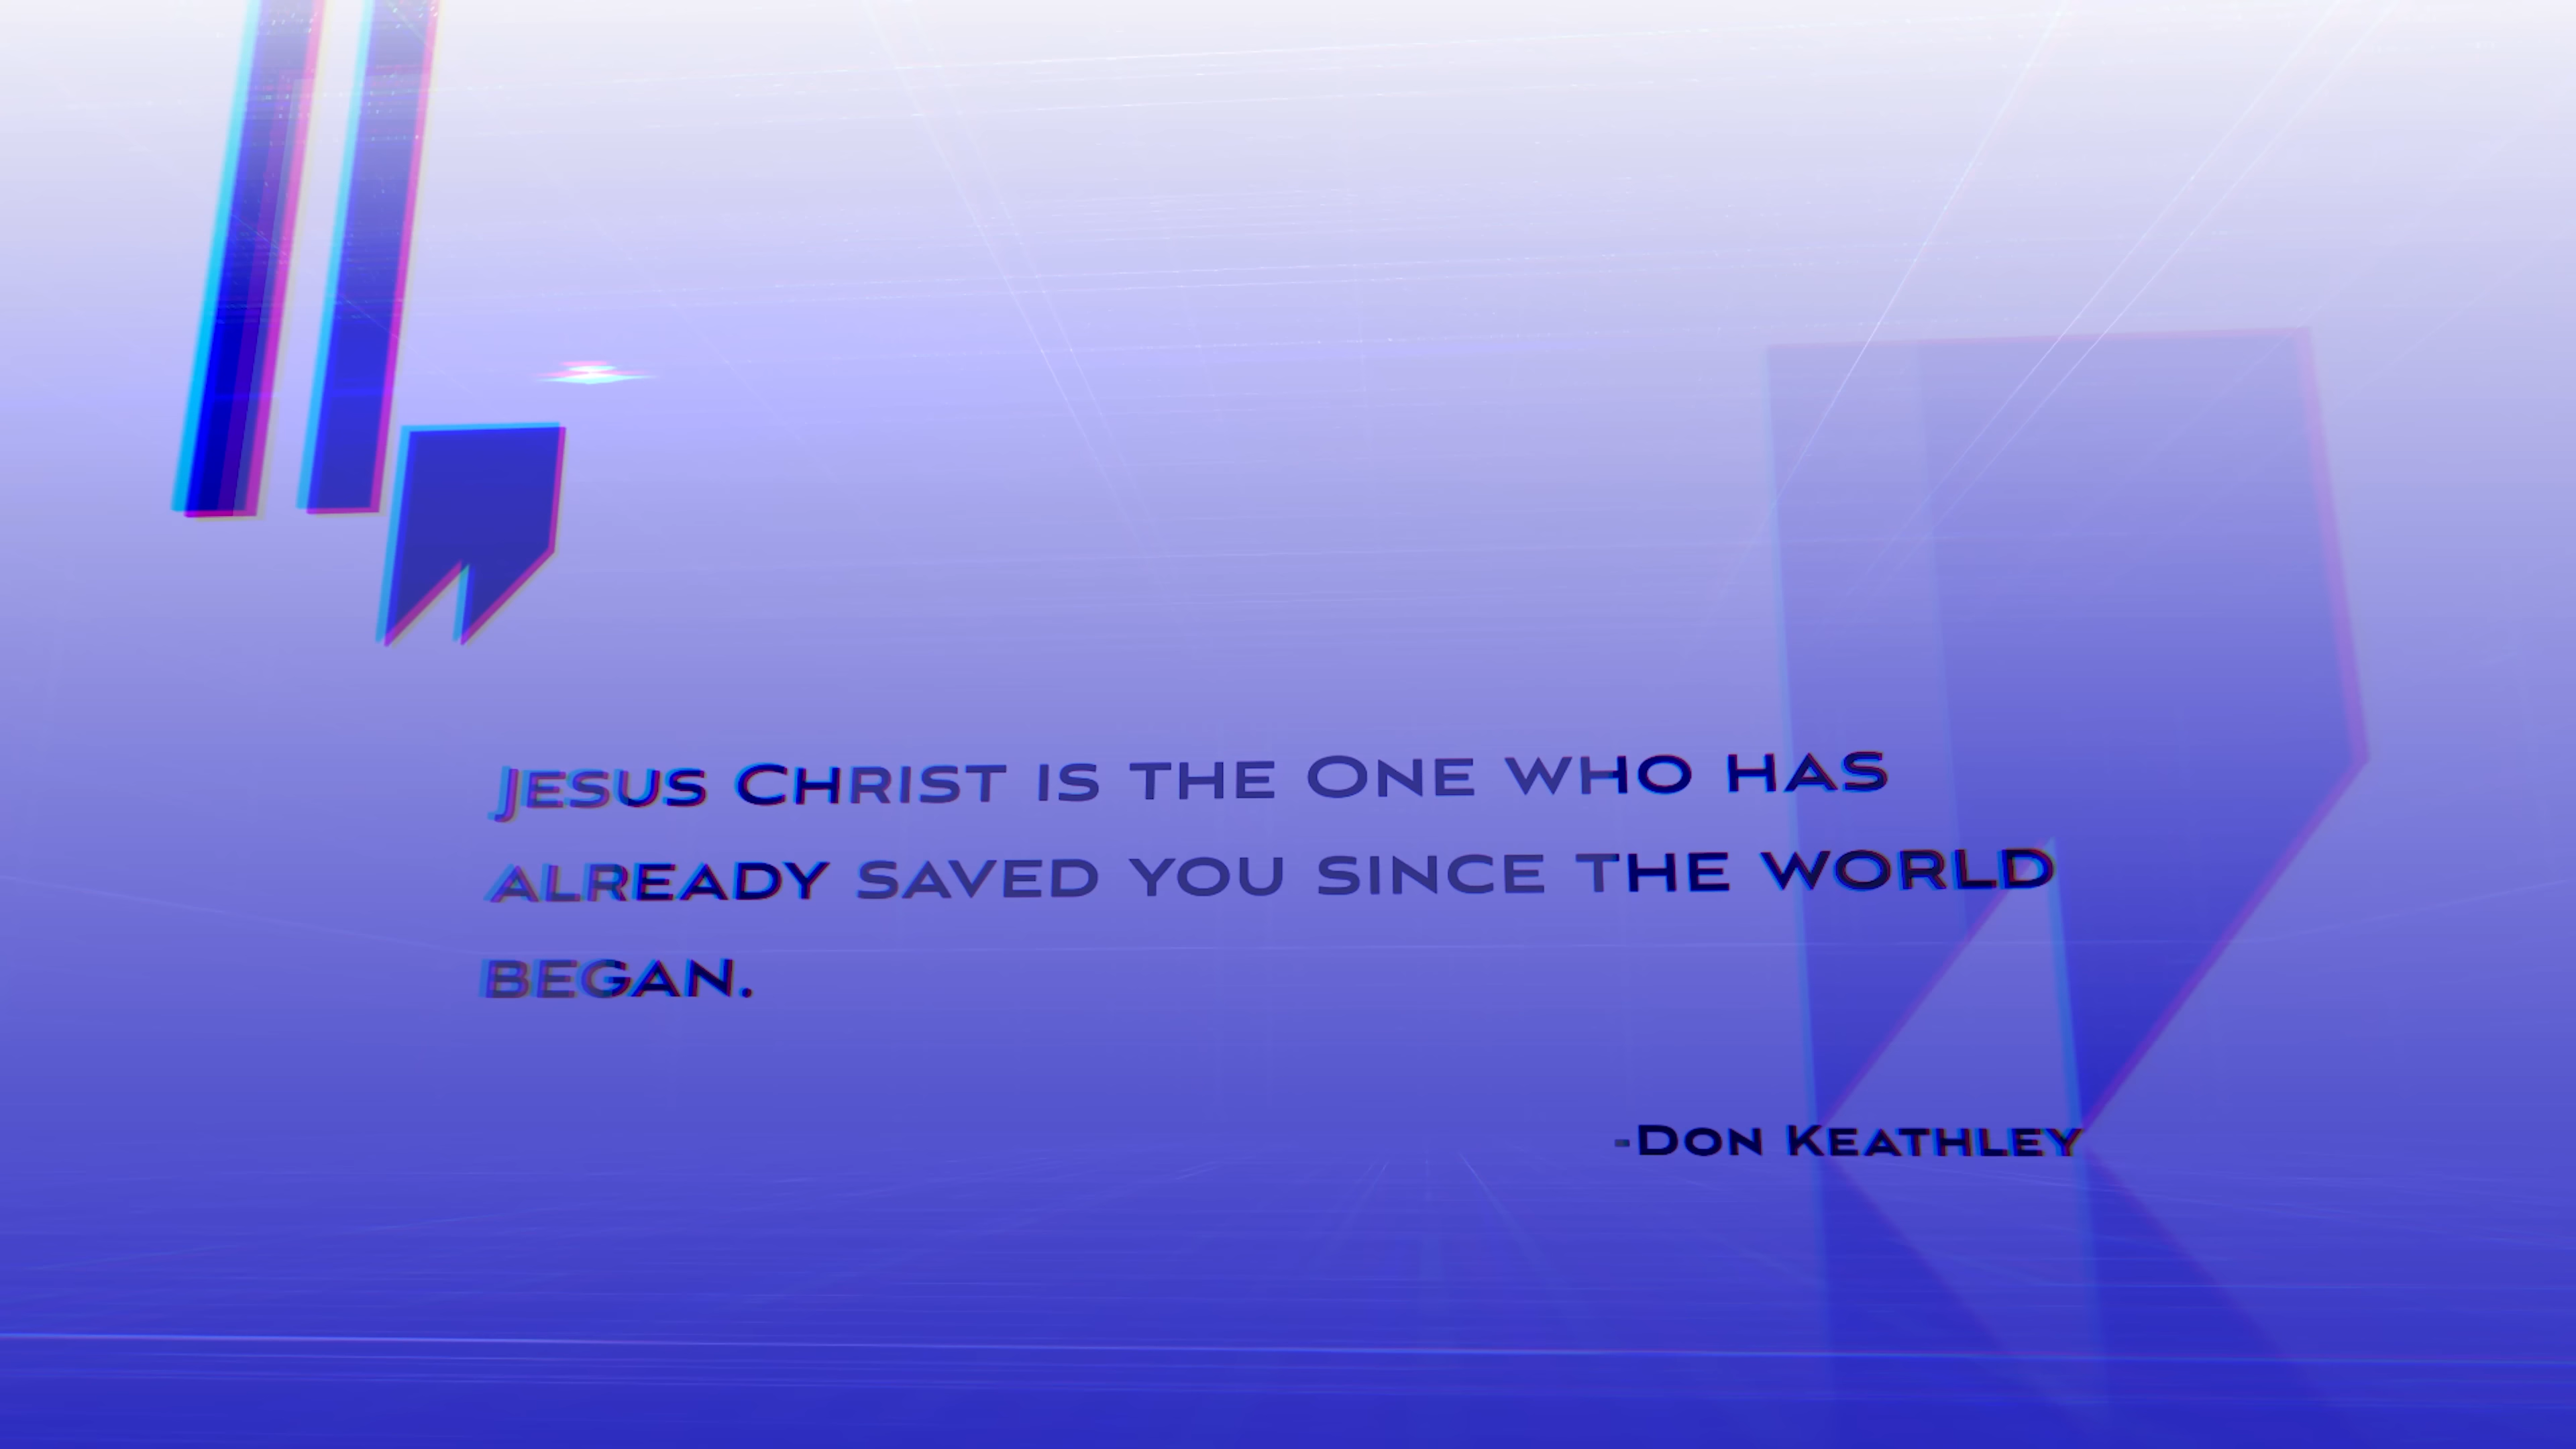 Jesus Christ is the One who has
already saved you since the world
began.
-Don Keathley